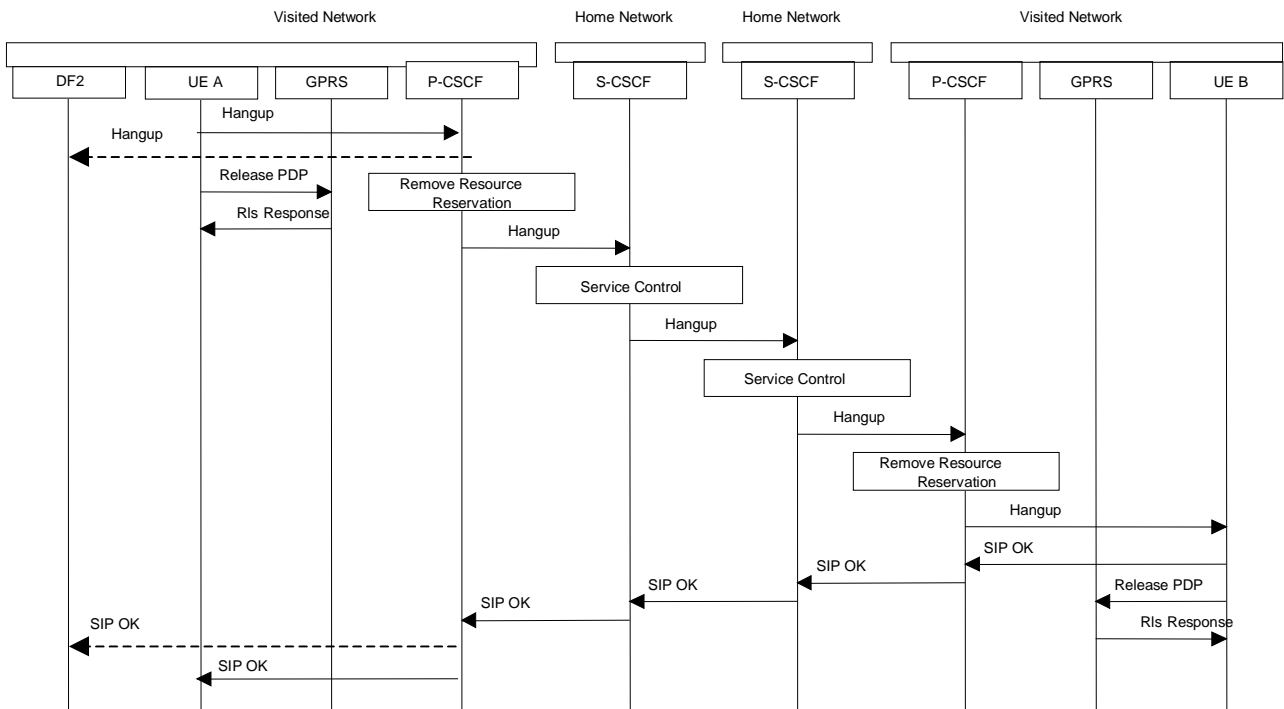 Visited Network
Home Network
Home Network
Visited Network
DF2
UE A
GPRS
P-CSCF
S-CSCF
S-CSCF
P-CSCF
GPRS
UE B
Hangup
Hangup
Release PDP
Remove Resource
Reservation
Rls Response
Hangup
Service Control
Hangup
Service Control
Hangup
Remove Resource
Reservation
Hangup
SIP OK
SIP OK
SIP OK
Release PDP
SIP OK
SIP OK
Rls Response
SIP OK